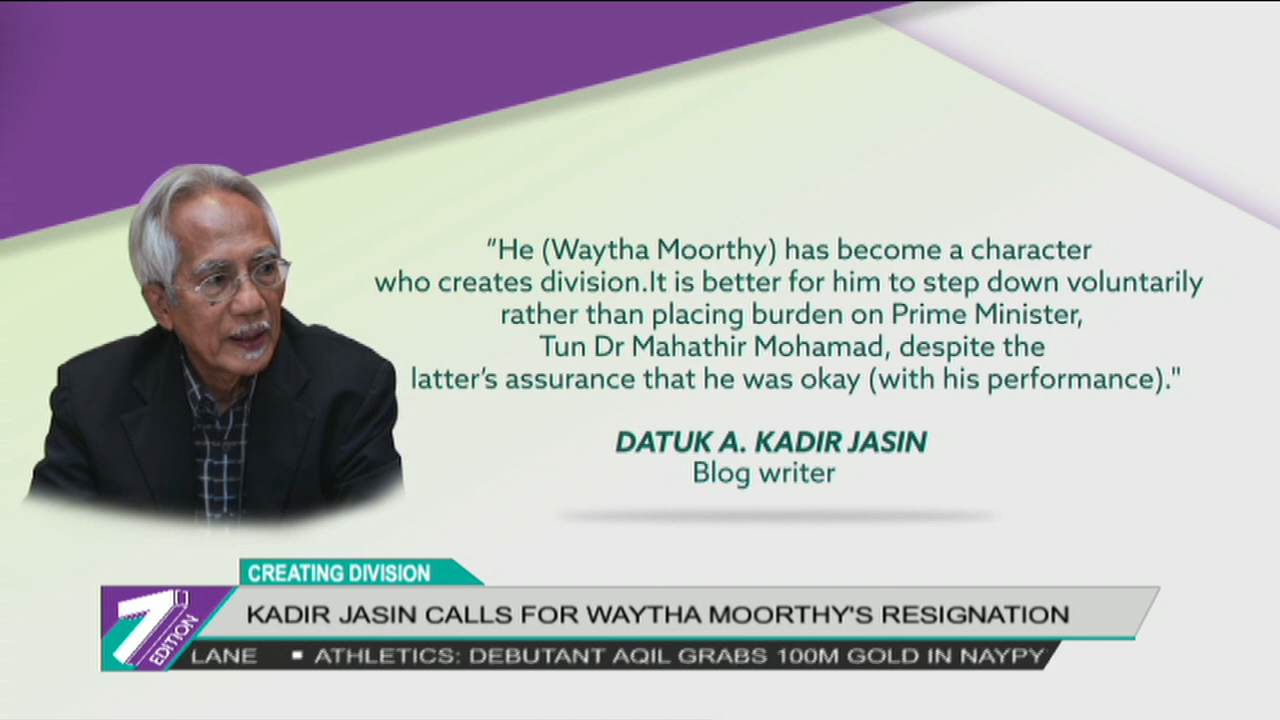 "He (Waytha Moorthy) has become a character
who creates division.It is better for him to step down voluntarily
rather than placing burden on Prime Minister,
Tun Dr Mahathir Mohamad, despite the
latter's assurance that he was okay (with his performance)."
DATUK A. KADIR JASIN
Blog writer
CREATING DIVISION
7 EDITION
KADIR JASIN CALLS FOR WAYTHA MOORTHY'S RESIGNATION
LANE ▪ ATHLETICS: DEBUTANT AQIL GRABS 100M GOLD IN NAYPY